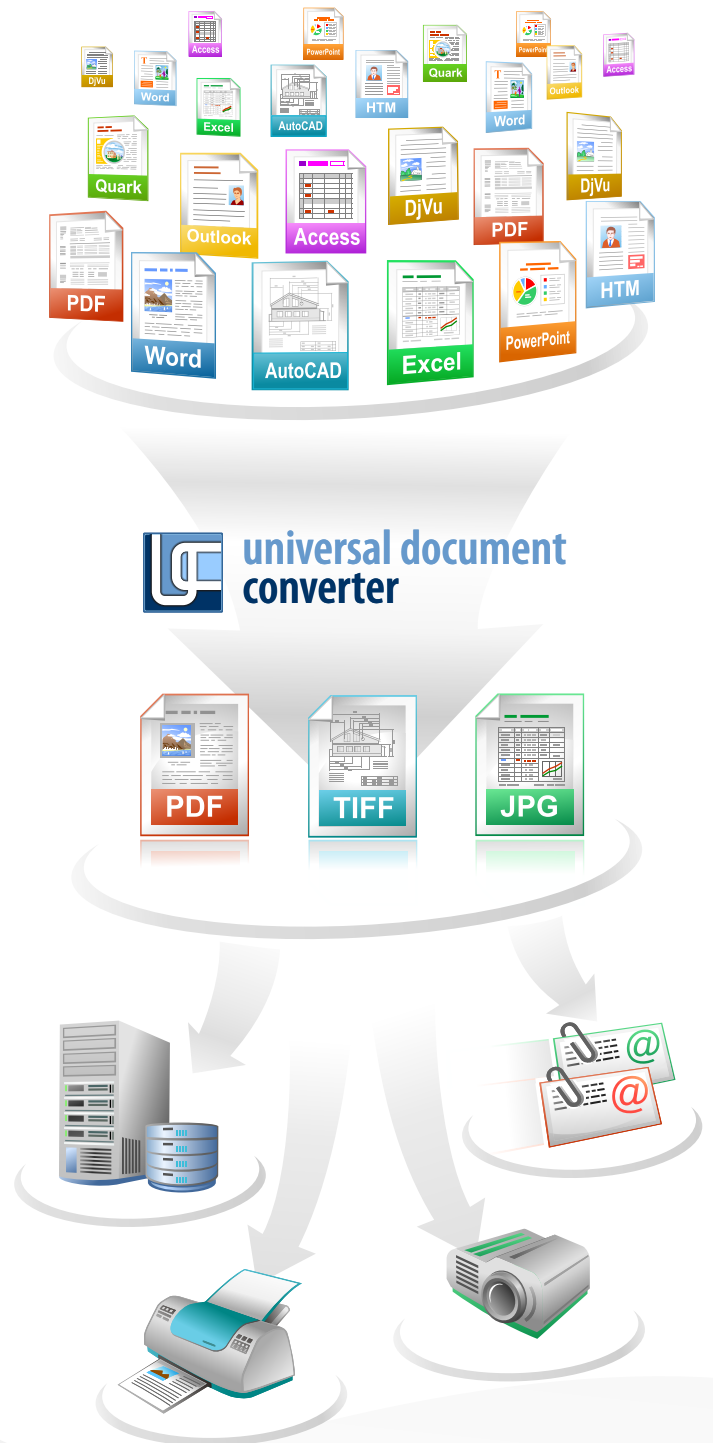 Access
PowerPoint
PowerPoint
Access
DjVu
Word
Excel
AutoCAD
HTM
Quark
Word
Outlook
Quark
Outlook
Access
DjVu
PDF
DjVu
PDF
Word
AutoCAD
Excel
PowerPoint
HTM
universal document
converter
PDF
TIFF
JPG
@
@